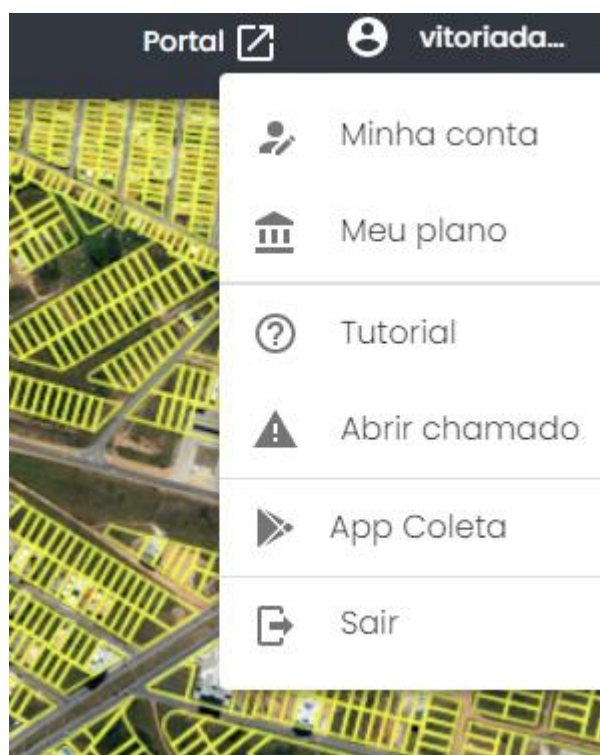 Portal
vitoriada...
Minha conta
Meu plano
Tutorial
Abrir chamado
App Coleta
Sair